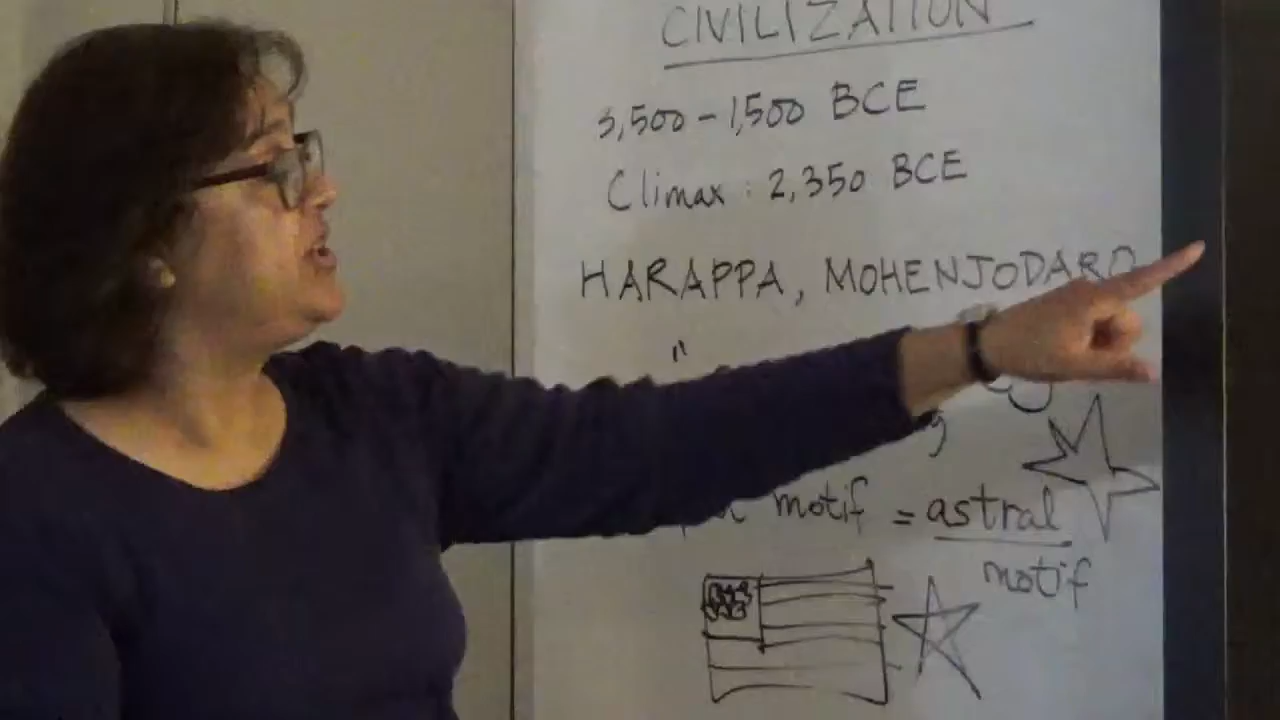 CIVILIZATION
3,500 - 1,500 BCE
Climax : 2,350 BCE
HARAPPA, MOHENJODARO
"
motif = astral
motif